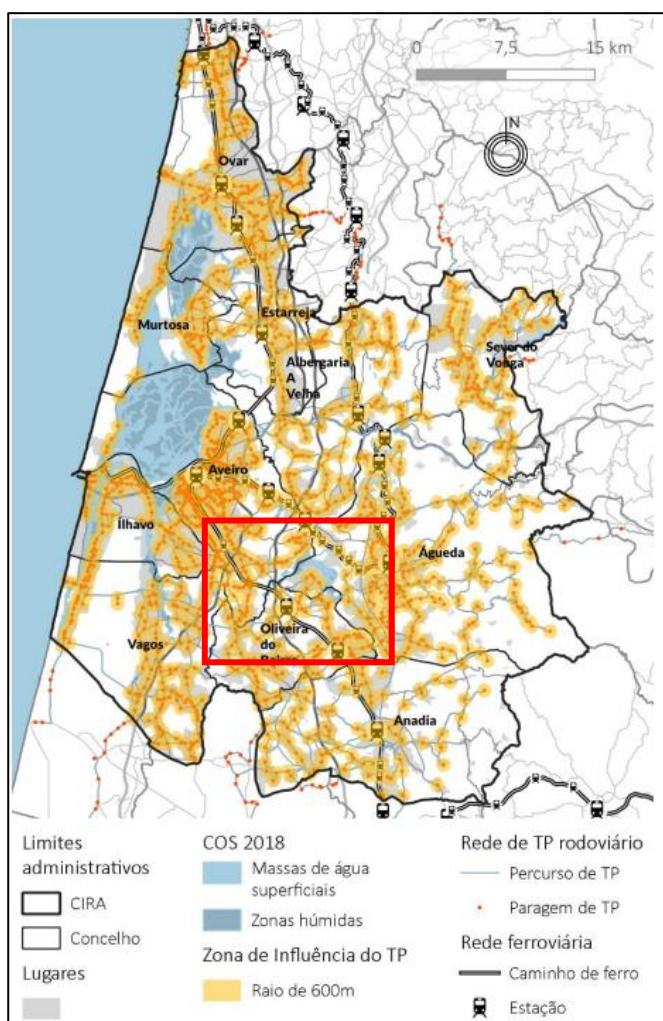 0 7,5 15 km
N
Ovar
Murtosa
Estarreja
Albergaria
A
Velha
Sever do
Vouga
Aveiro
Ílhavo
Águeda
Vagos
Oliveira
do
Bairro
Anadia
Limites
administrativos
CIRA
Concelho
Lugares
COS 2018
Massas de água
superficiais
Zonas húmidas
Zona de Influência do TP
Raio de 600m
Rede de TP rodoviário
Percurso de TP
Paragem de TP
Rede ferroviária
Caminho de ferro
Estação